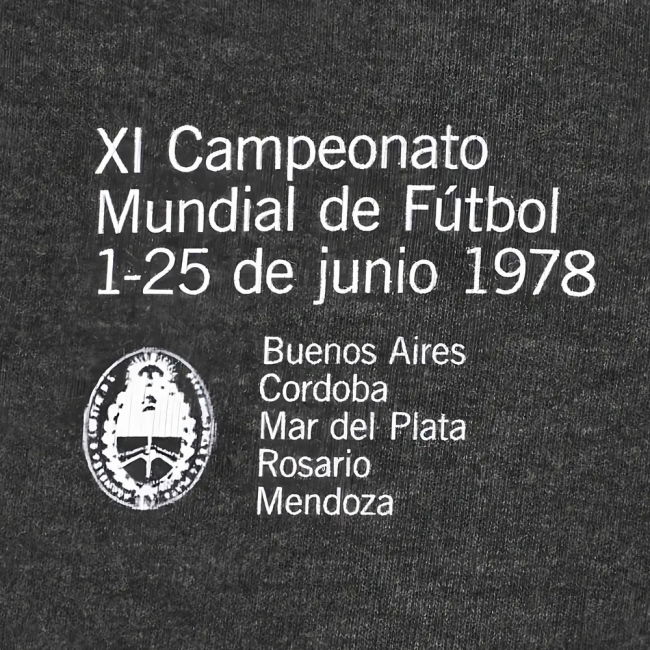 XI Campeonato
Mundial de Fútbol
1-25 de junio 1978
Buenos Aires
Cordoba
Mar del Plata
Rosario
Mendoza